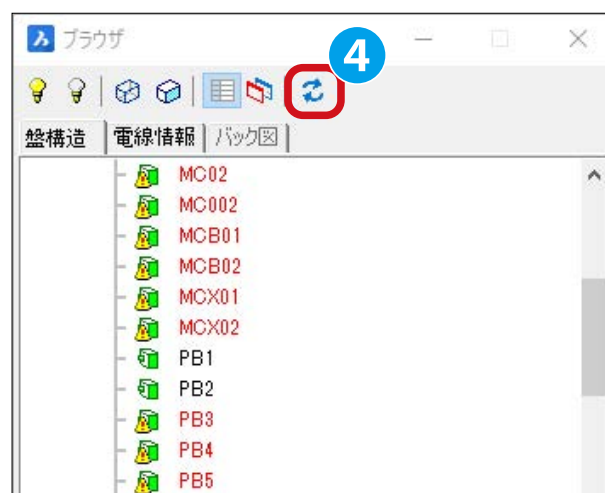 ブラウザ
4
盤構造 電線情報 バック図
MC02
MC002
MCB01
MCB02
MCX01
MCX02
PB1
PB2
PB3
PB4
PB5